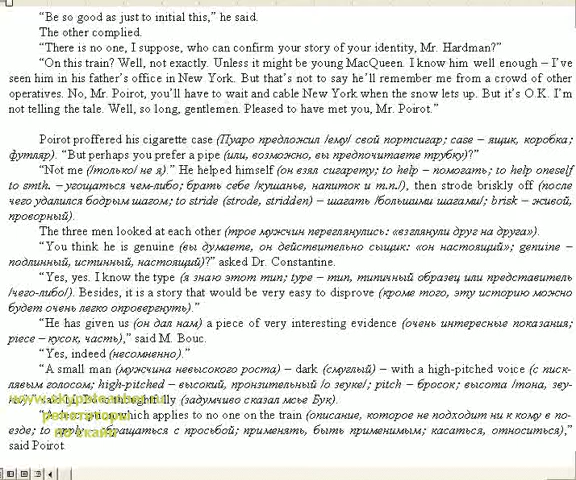 “Be so good as just to initial this,” he said.
The other complied.
“There is no one, I suppose, who can confirm your story of your identity, Mr. Hardman?”
“On this train? Well, not exactly. Unless it might be young MacQueen. I know him well enough – I’ve
seen him in his father’s office in New York. But that’s not to say he’ll remember me from a crowd of other
operatives. No, Mr. Poirot, you’ll have to wait and cable New York when the snow lets up. But it’s O.K. I’m
not telling the tale. Well, so long, gentlemen. Pleased to have met you, Mr. Poirot.”
Poirot proffered his cigarette case (Пуаро предложил /ему/ свой портсигар; case – ящик, коробка;
футляр). “But perhaps you prefer a pipe (или, возможно, вы предпочитаете трубку)?”
“Not me (/только/ не я).” He helped himself (он взял сигарету; to help – помогать; to help oneself
to smth. – угощаться чем-либо; брать себе /кушанье, напиток и т.п./), then strode briskly off (после
чего удалился бодрым шагом; to stride (strode, stridden) – шагать /большими шагами/; brisk – живой,
проворный).
The three men looked at each other (трое мужчин переглянулись: «взглянули друг на друга»).
“You think he is genuine (вы думаете, он действительно сыщик: «он настоящий»; genuine –
подлинный, истинный, настоящий)?” asked Dr. Constantine.
“Yes, yes. I know the type (я знаю этот тип; type – тип, типичный образец или представитель
/чего-либо/). Besides, it is a story that would be very easy to disprove (кроме того, эту историю можно
будет очень легко опровергнуть).”
“He has given us (он дал нам) a piece of very interesting evidence (очень интересные показания;
piece – кусок, часть),” said M. Bouc.
“Yes, indeed (несомненно).”
“A small man (мужчина невысокого роста) – dark (смуглый) – with a high-pitched voice (с писк-
лявым голосом; high-pitched – высокий, пронзительный /о звуке/; pitch – бросок; высота /тона, зву-
thoughtfully (задумчиво сказал мсье Бук).
which applies to no one on the train (описание, которое не подходит ни к кому в по-
езде; to apply – обращаться с просьбой; применять, быть применимым; касаться, относиться),”
said Poirot.